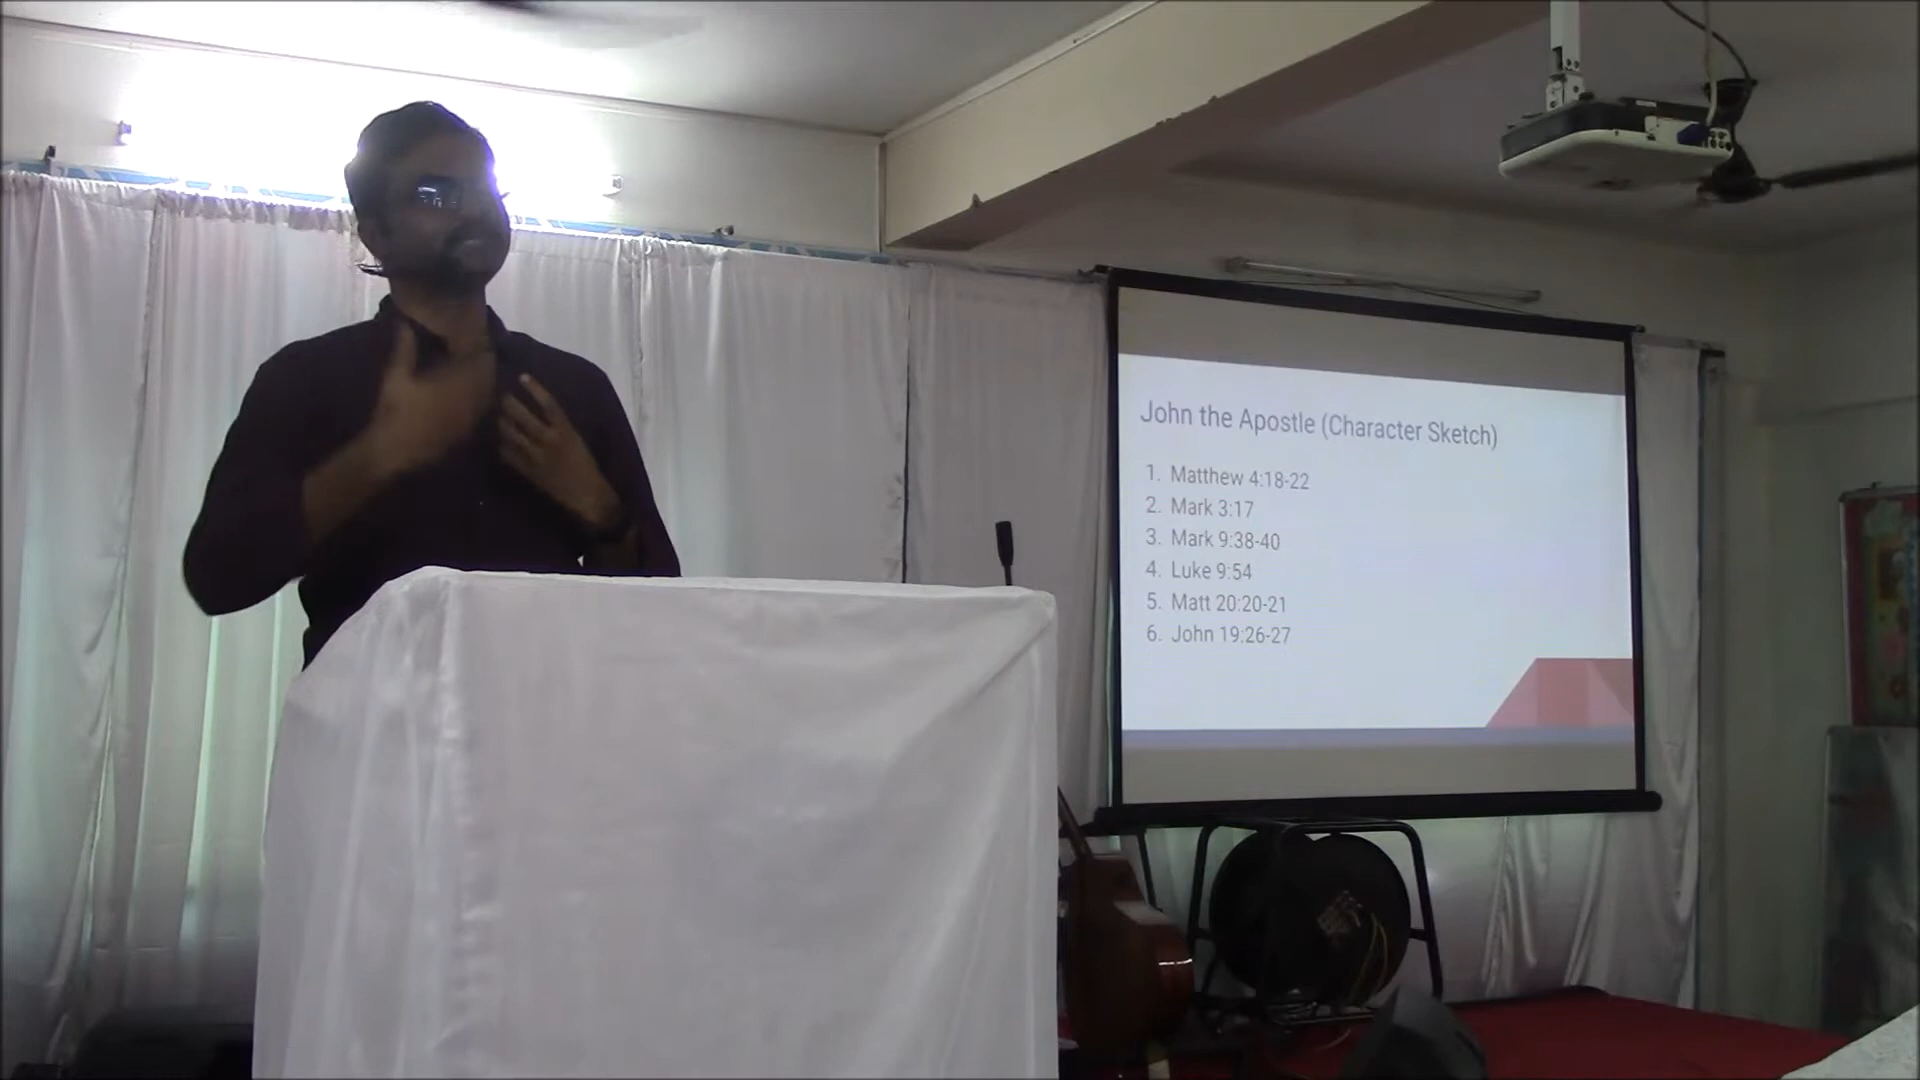 John the Apostle (Character Sketch)
1. Matthew 4:18-22
2. Mark 3:17
3. Mark 9:38-40
4. Luke 9:54
5. Matt 20:20-21
6. John 19:26-27